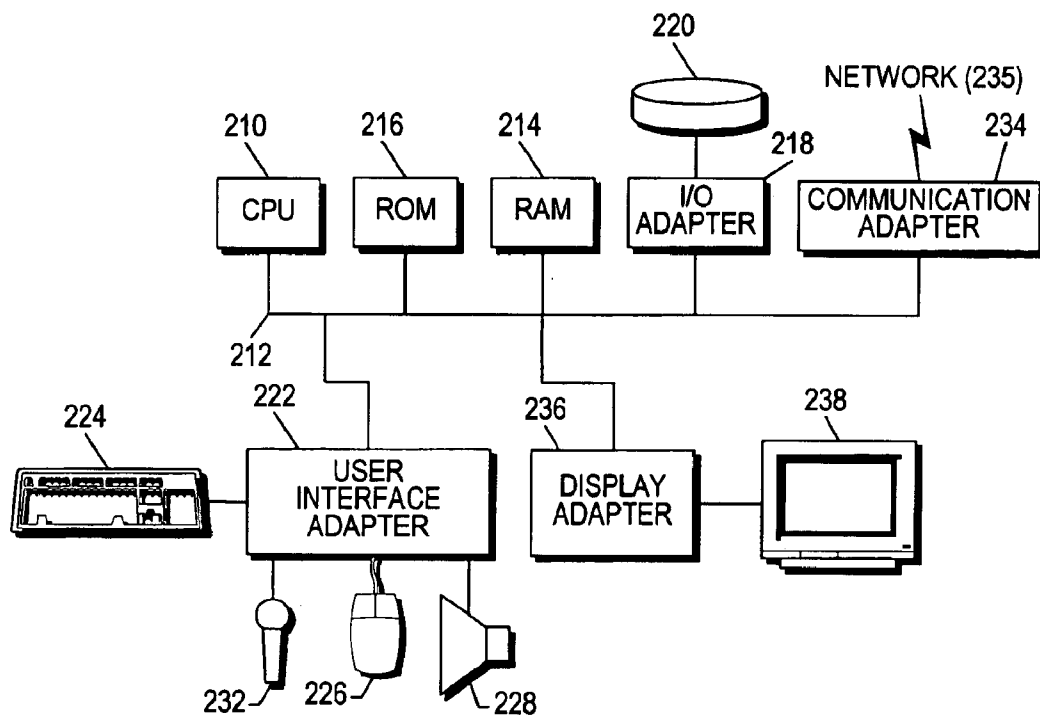 220
NETWORK (235)
210
216
214
218
234
CPU
ROM
RAM
I/O
ADAPTER
COMMUNICATION
ADAPTER
212
224
222
236
238
USER
INTERFACE
ADAPTER
DISPLAY
ADAPTER
232
226
228